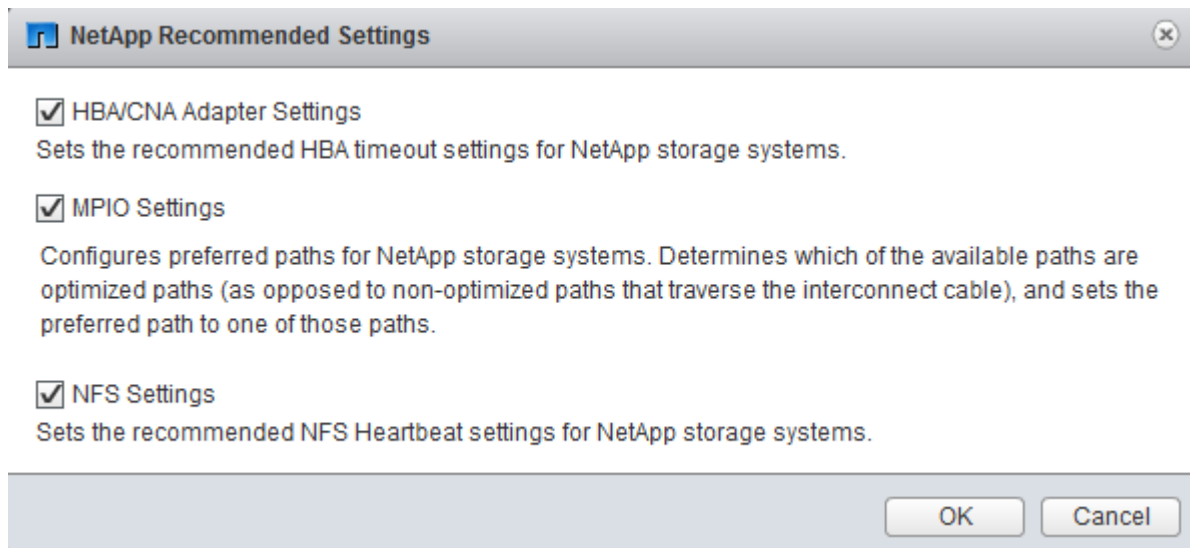 NetApp Recommended Settings
HBA/CNA Adapter Settings
Sets the recommended HBA timeout settings for NetApp storage systems.
MPIO Settings
Configures preferred paths for NetApp storage systems. Determines which of the available paths are
optimized paths (as opposed to non-optimized paths that traverse the interconnect cable), and sets the
preferred path to one of those paths.
NFS Settings
Sets the recommended NFS Heartbeat settings for NetApp storage systems.
OK Cancel